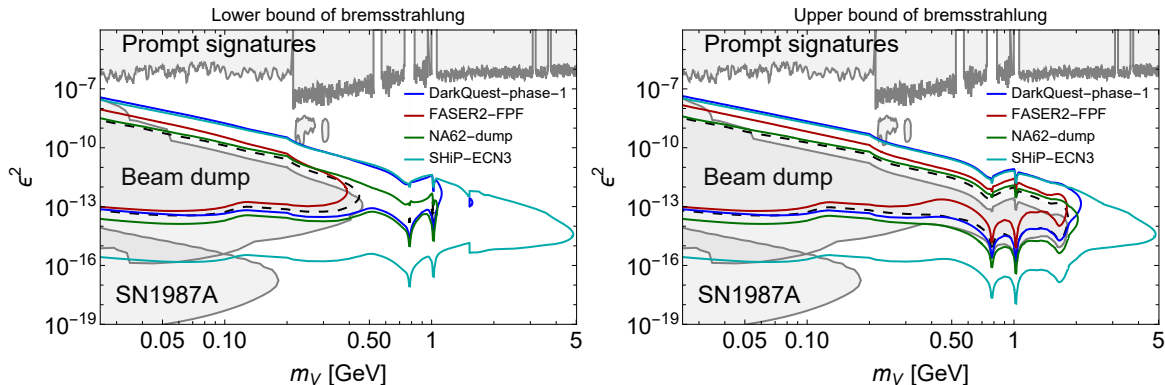 Lower bound of bremsstrahlung
Prompt signatures
DarkQuest-phase-1
FASER2-FPF
NA62-dump
SHiP-ECN3
Beam dump
SN1987A
10^-7
10^-10
10^-13
10^-16
10^-19
ϵ^2
0.05 0.10 0.50 1 5
m_V [GeV]
Upper bound of bremsstrahlung
Prompt signatures
DarkQuest-phase-1
FASER2-FPF
NA62-dump
SHiP-ECN3
Beam dump
SN1987A
10^-7
10^-10
10^-13
10^-16
10^-19
ϵ^2
0.05 0.10 0.50 1 5
m_V [GeV]